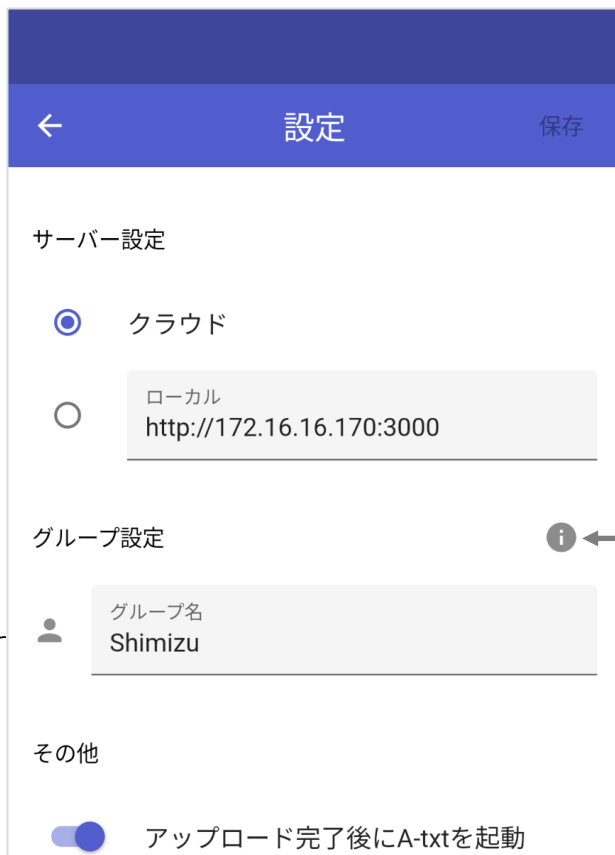 設定
保存
サーバー設定
クラウド
ローカル
http://172.16.16.170:3000
グループ設定
グループ名
Shimizu
その他
アップロード完了後にA-txtを起動